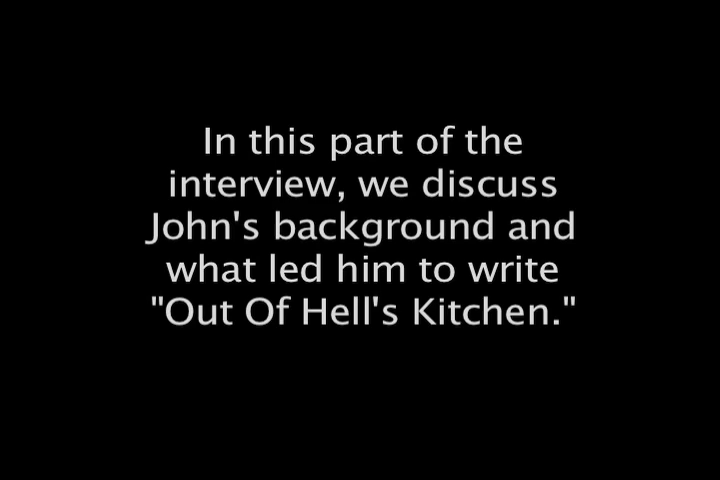 In this part of the
interview, we discuss
John's background and
what led him to write
"Out Of Hell's Kitchen."